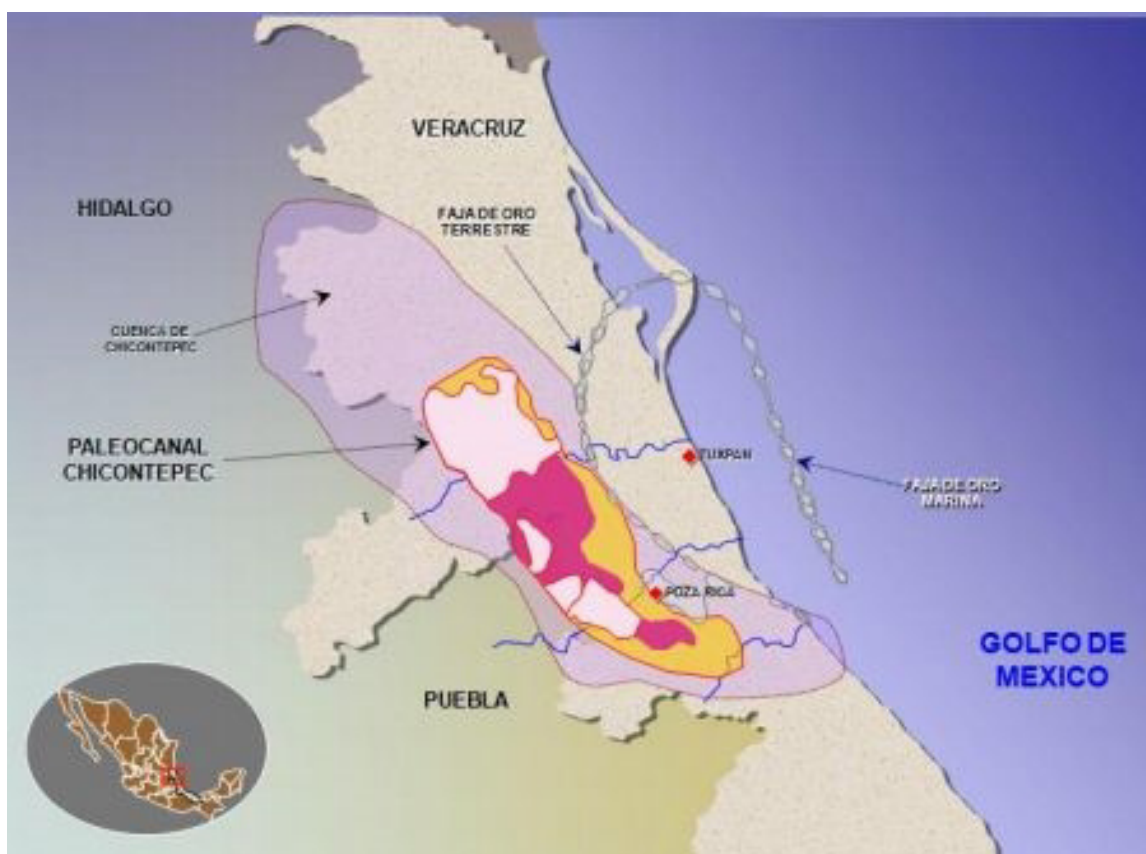 VERACRUZ
HIDALGO
FAJA DE ORO
TERRESTRE
CUENCA DE
CHICONTEPEC
PALEOCANAL
CHICONTEPEC
TUXPAN
FAJA DE ORO
MARINA
POZA RICA
GOLFO DE
MEXICO
PUEBLA